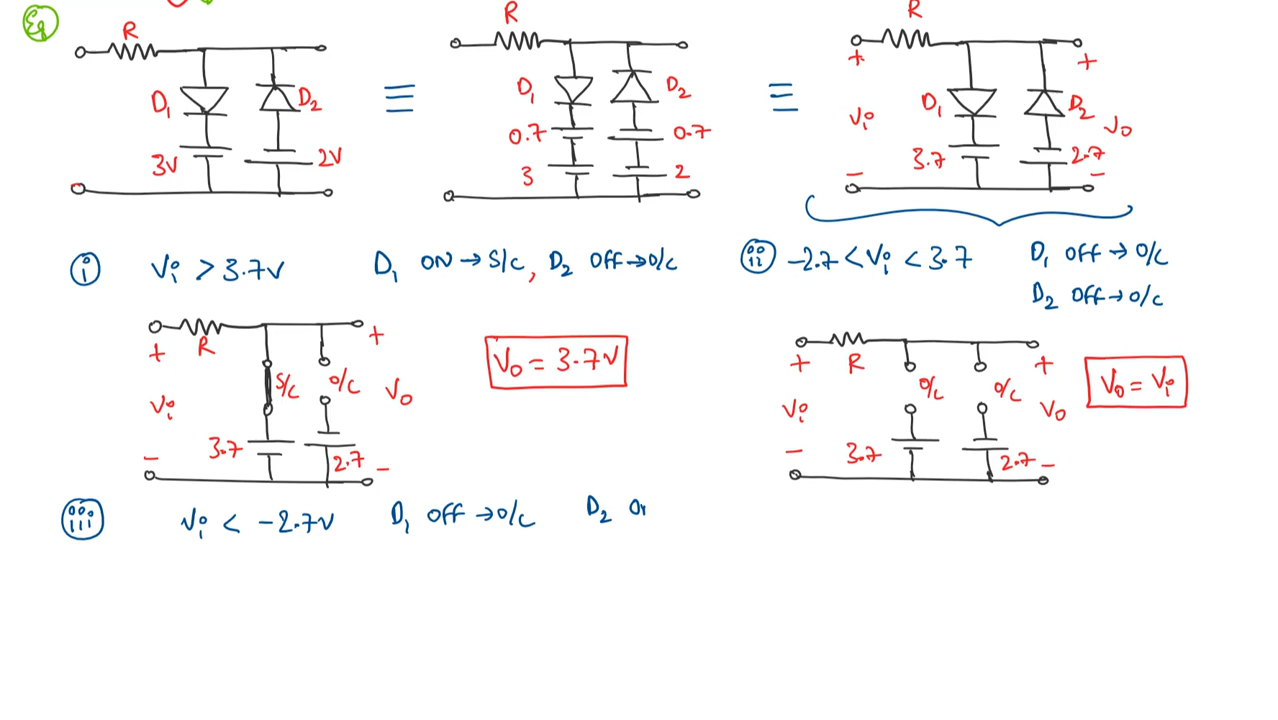 Eg
R
D1
D2
3V
2V
≡
R
D1
D2
0.7
0.7
3
2
≡
R
+
+
Vi
D1
D2
Vo
3.7
2.7
-
-
(i) Vi > 3.7V D1 ON → S/C, D2 Off → O/C
(ii) -2.7 < Vi < 3.7 D1 Off → O/C
D2 Off → O/C
+
R
+
S/C
O/C
Vi
Vo
3.7
2.7
-
-
Vo = 3.7V
+
R
+
O/C
O/C
Vi
Vo
3.7
2.7
-
-
Vo = Vi
(iii) Vi < -2.7V D1 Off → O/C D2 O